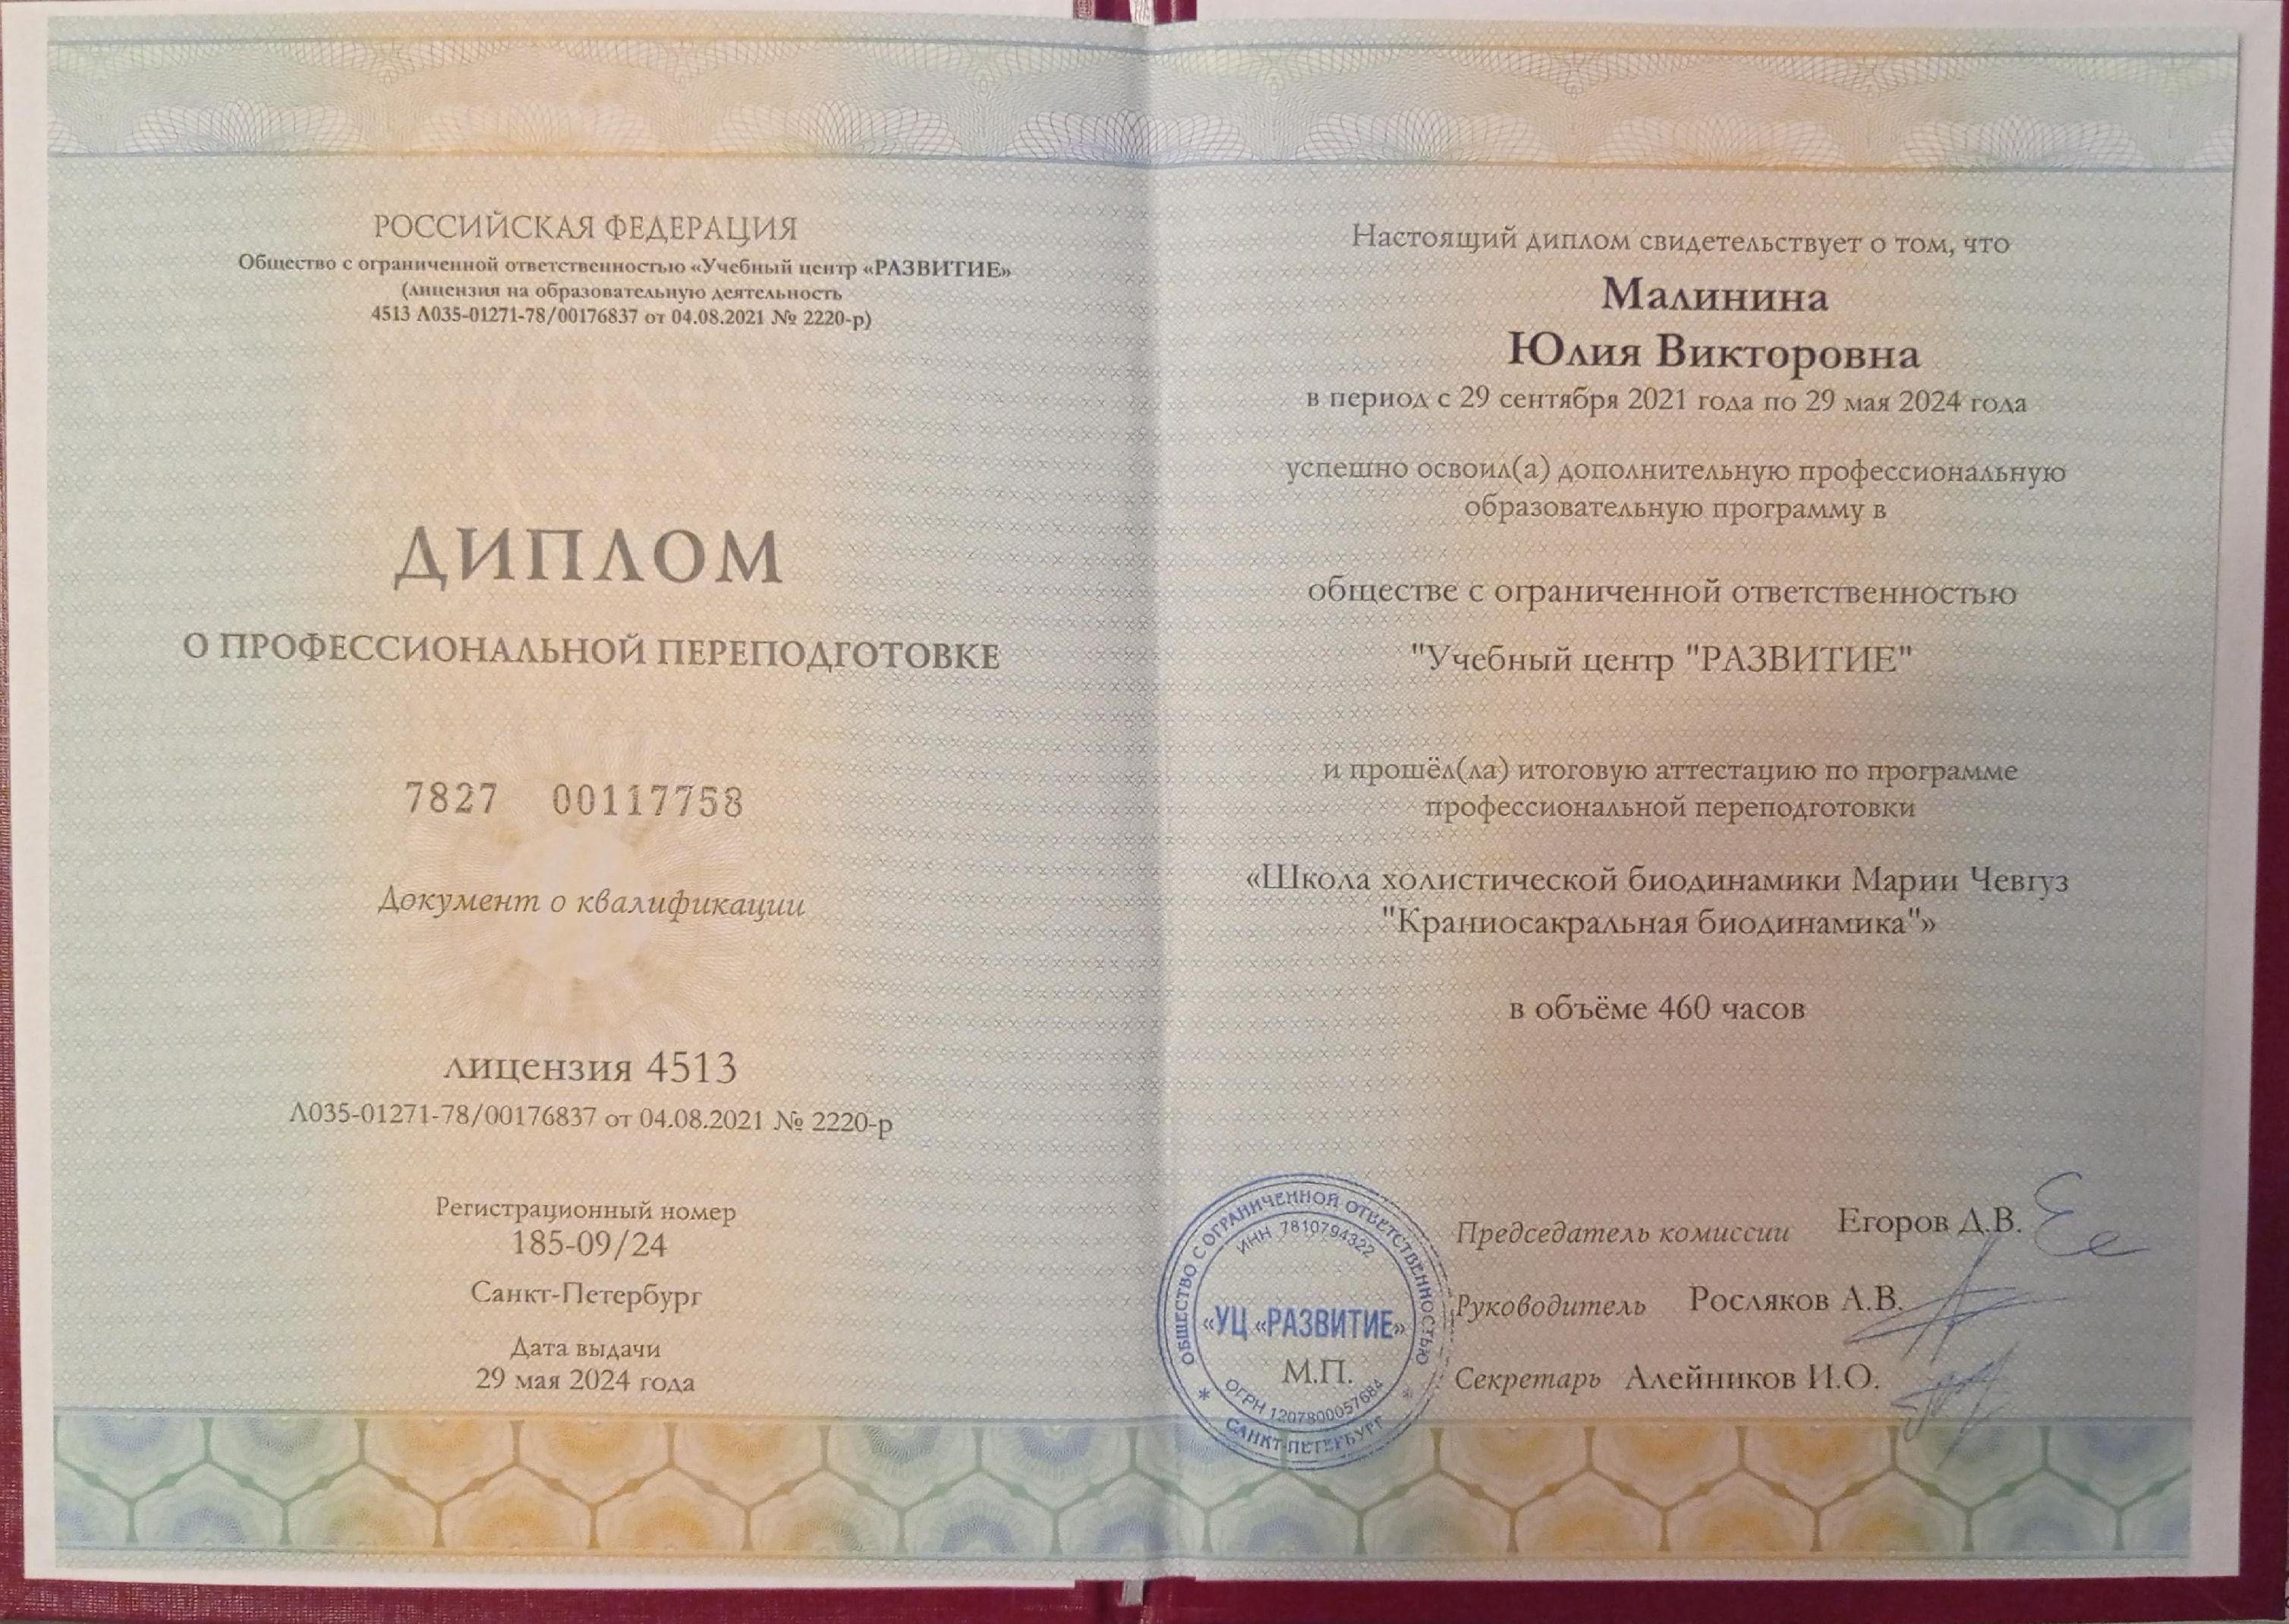 РОССИЙСКАЯ ФЕДЕРАЦИЯ
Общество с ограниченной ответственностью «Учебный центр «РАЗВИТИЕ»
(лицензия на образовательную деятельность
4513 Л035-01271-78/00176837 от 04.08.2021 № 2220-р)
ДИПЛОМ
О ПРОФЕССИОНАЛЬНОЙ ПЕРЕПОДГОТОВКЕ
7827 00117758
Документ о квалификации
лицензия 4513
Л035-01271-78/00176837 от 04.08.2021 № 2220-р
Регистрационный номер
185-09/24
Санкт-Петербург
Дата выдачи
29 мая 2024 года
Настоящий диплом свидетельствует о том, что
Малинина
Юлия Викторовна
в период с 29 сентября 2021 года по 29 мая 2024 года
успешно освоил(а) дополнительную профессиональную
образовательную программу в
обществе с ограниченной ответственностью
"Учебный центр "РАЗВИТИЕ"
и прошёл(ла) итоговую аттестацию по программе
профессиональной переподготовки
«Школа холистической биодинамики Марии Чевгуз
"Краниосакральная биодинамика"»
в объёме 460 часов
Председатель комиссии Егоров Д.В.
Руководитель Росляков А.В.
Секретарь Алейников И.О.
ОБЩЕСТВО С ОГРАНИЧЕННОЙ ОТВЕТСТВЕННОСТЬЮ
ИНН 7810794322
«УЦ «РАЗВИТИЕ»
М.П.
ОГРН 1207800057684
* САНКТ-ПЕТЕРБУРГ *